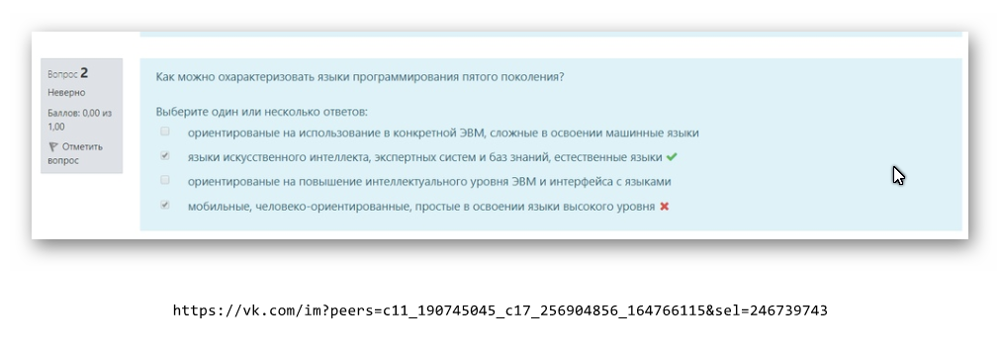 Вопрос 2
Неверно
Баллов: 0,00 из
1,00
Отметить
вопрос
Как можно охарактеризовать языки программирования пятого поколения?
Выберите один или несколько ответов:
ориентированые на использование в конкретной ЭВМ, сложные в освоении машинные языки
языки искусственного интеллекта, экспертных систем и баз знаний, естественные языки
ориентированые на повышение интеллектуального уровня ЭВМ и интерфейса с языками
мобильные, человеко-ориентированные, простые в освоении языки высокого уровня
https://vk.com/im?peers=c11_190745045_c17_256904856_164766115&sel=246739743